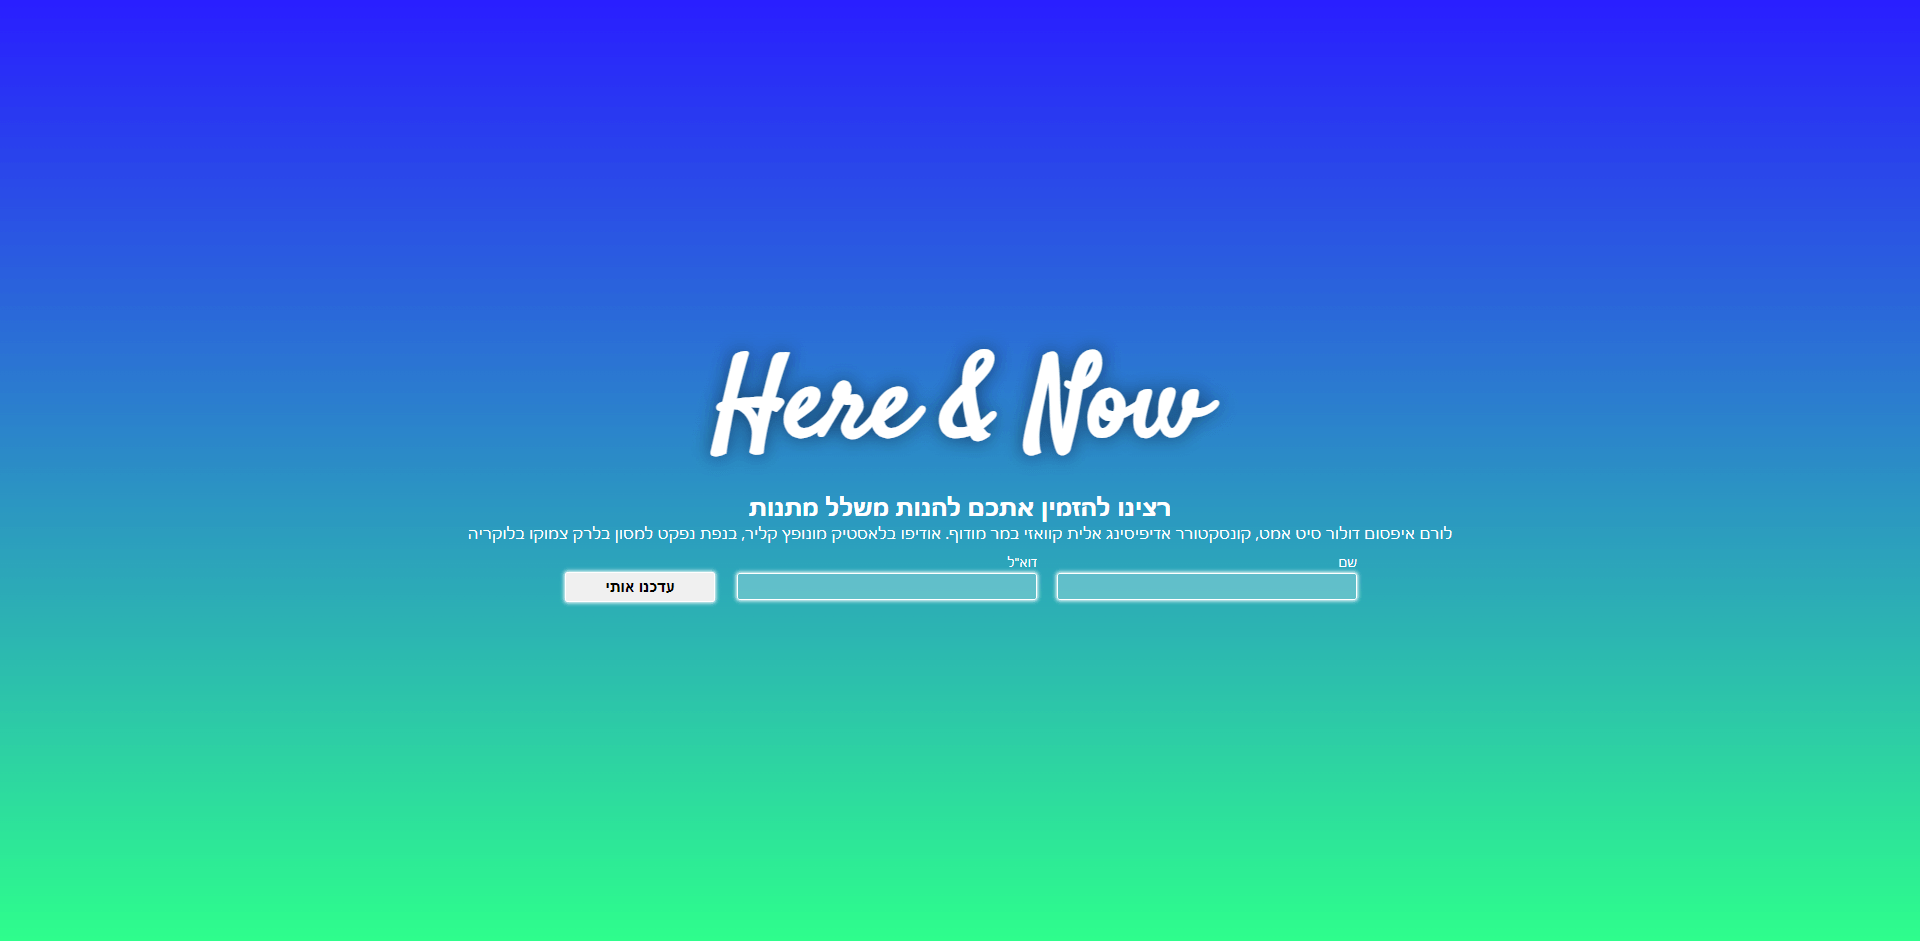 Here & Now
רצינו להזמין אתכם להנות משלל מתנות
לורם איפסום דולור סיט אמט, קונסקטורר אדיפיסינג אלית קוואזי במר מודוף. אודיפו בלאסטיק מונופץ קליר, בנפת נפקט למסון בלרק צמוקו בלוקריה
שם
דוא"ל
עדכנו אותי